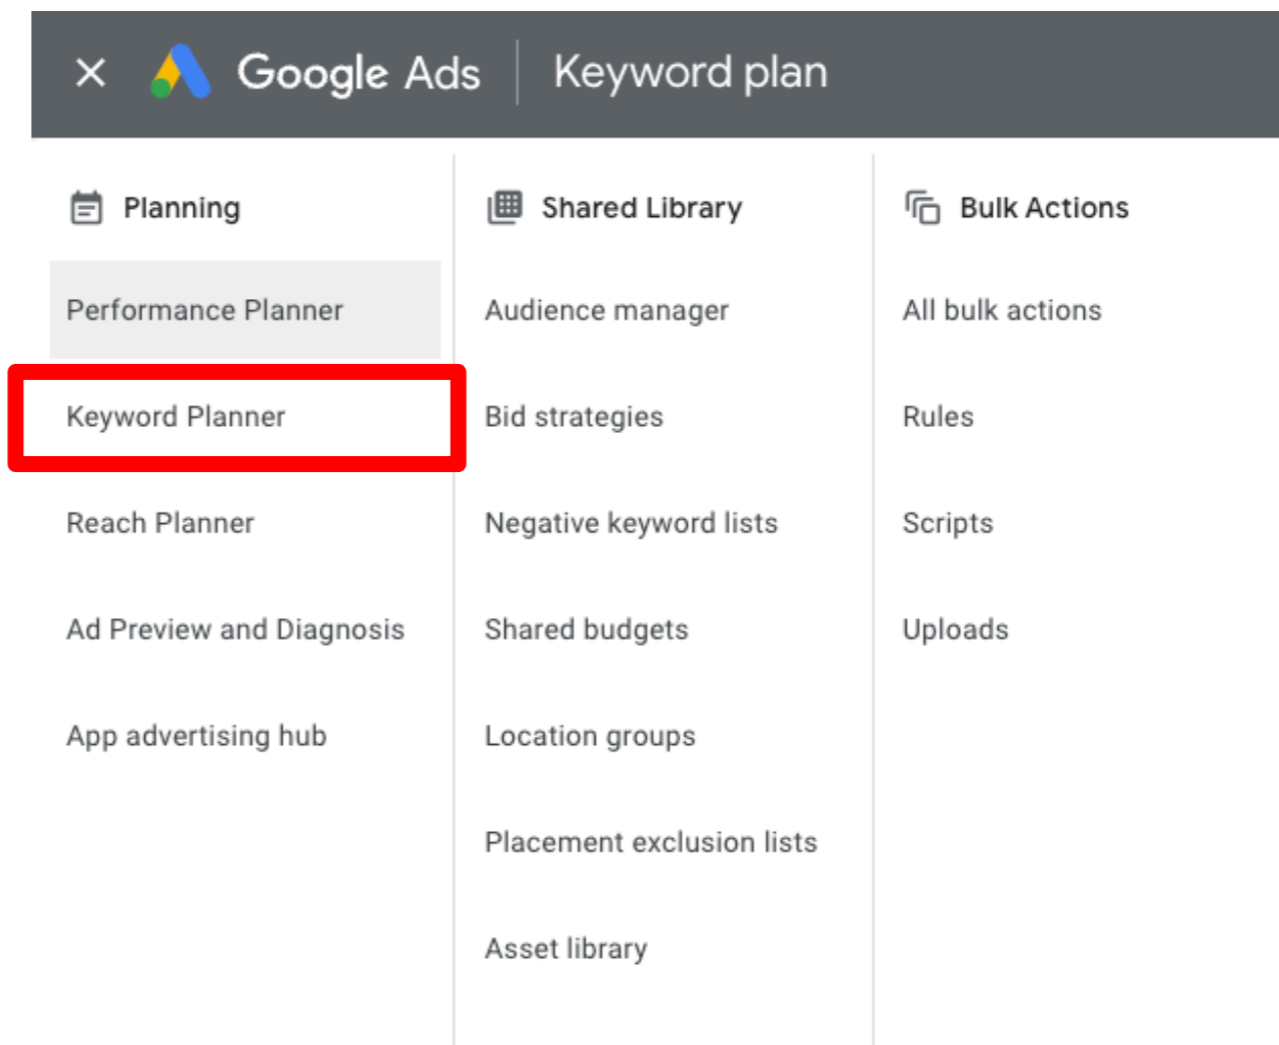 Google Ads
Keyword plan
Planning
Performance Planner
Keyword Planner
Reach Planner
Ad Preview and Diagnosis
App advertising hub
Shared Library
Audience manager
Bid strategies
Negative keyword lists
Shared budgets
Location groups
Placement exclusion lists
Asset library
Bulk Actions
All bulk actions
Rules
Scripts
Uploads